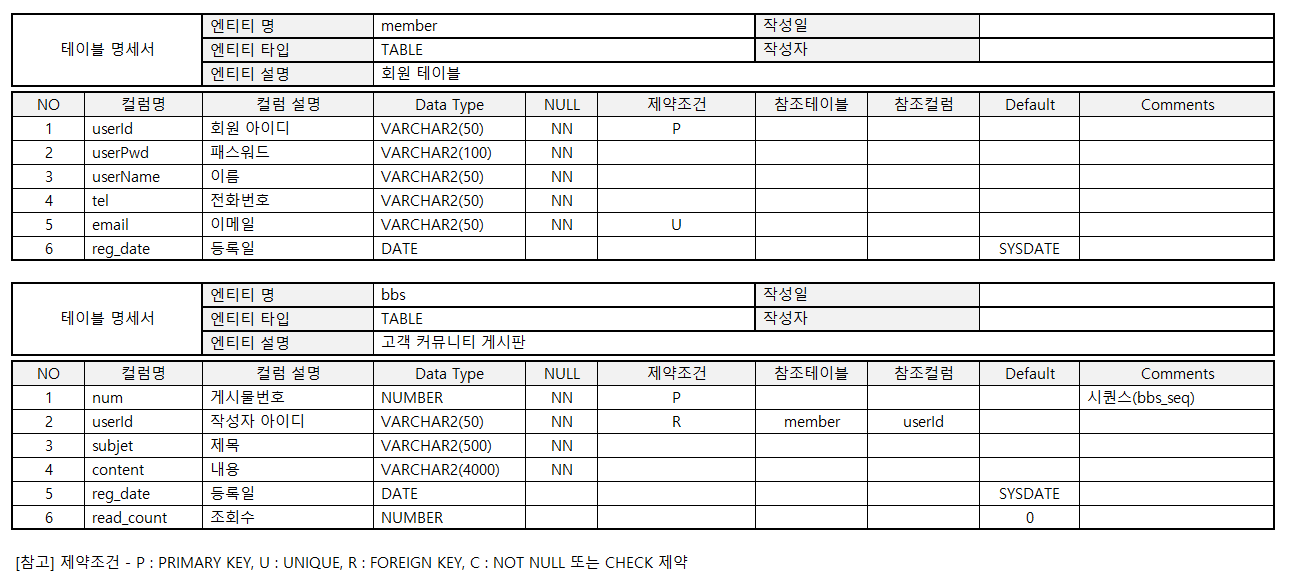 테이블 명세서 엔티티 명 member 작성일
엔티티 타입 TABLE 작성자
엔티티 설명 회원 테이블
NO 컬럼명 컬럼 설명 Data Type NULL 제약조건 참조테이블 참조컬럼 Default Comments
1 userId 회원 아이디 VARCHAR2(50) NN P
2 userPwd 패스워드 VARCHAR2(100) NN
3 userName 이름 VARCHAR2(50) NN
4 tel 전화번호 VARCHAR2(50) NN
5 email 이메일 VARCHAR2(50) NN U
6 reg_date 등록일 DATE SYSDATE
테이블 명세서 엔티티 명 bbs 작성일
엔티티 타입 TABLE 작성자
엔티티 설명 고객 커뮤니티 게시판
NO 컬럼명 컬럼 설명 Data Type NULL 제약조건 참조테이블 참조컬럼 Default Comments
1 num 게시물번호 NUMBER NN P 시퀀스(bbs_seq)
2 userId 작성자 아이디 VARCHAR2(50) NN R member userId
3 subjet 제목 VARCHAR2(500) NN
4 content 내용 VARCHAR2(4000) NN
5 reg_date 등록일 DATE SYSDATE
6 read_count 조회수 NUMBER 0
[참고] 제약조건 - P : PRIMARY KEY, U : UNIQUE, R : FOREIGN KEY, C : NOT NULL 또는 CHECK 제약